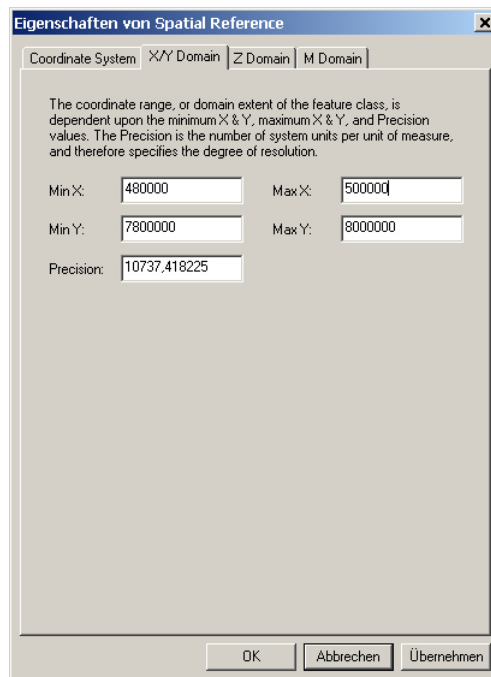 Eigenschaften von Spatial Reference
Coordinate System X/Y Domain Z Domain M Domain
The coordinate range, or domain extent of the feature class, is
dependent upon the minimum X & Y, maximum X & Y, and Precision
values. The Precision is the number of system units per unit of measure,
and therefore specifies the degree of resolution.
Min X: 480000 Max X: 500000
Min Y: 7800000 Max Y: 8000000
Precision: 10737,418225
OK Abbrechen Übernehmen